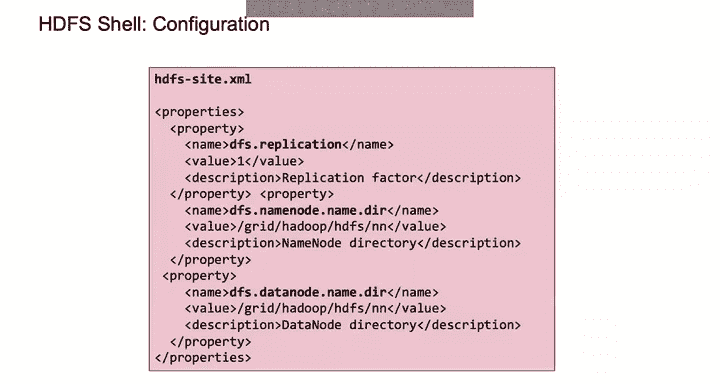 HDFS Shell: Configuration
hdfs-site.xml
<properties>
<property>
<name>dfs.replication</name>
<value>1</value>
<description>Replication factor</description>
</property> <property>
<name>dfs.namenode.name.dir</name>
<value>/grid/hadoop/hdfs/nn</value>
<description>NameNode directory</description>
</property>
<property>
<name>dfs.datanode.name.dir</name>
<value>/grid/hadoop/hdfs/nn</value>
<description>DataNode directory</description>
</property>
</properties>